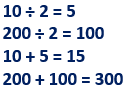 10 ÷ 2 = 5
200 ÷ 2 = 100
10 + 5 = 15
200 + 100 = 300